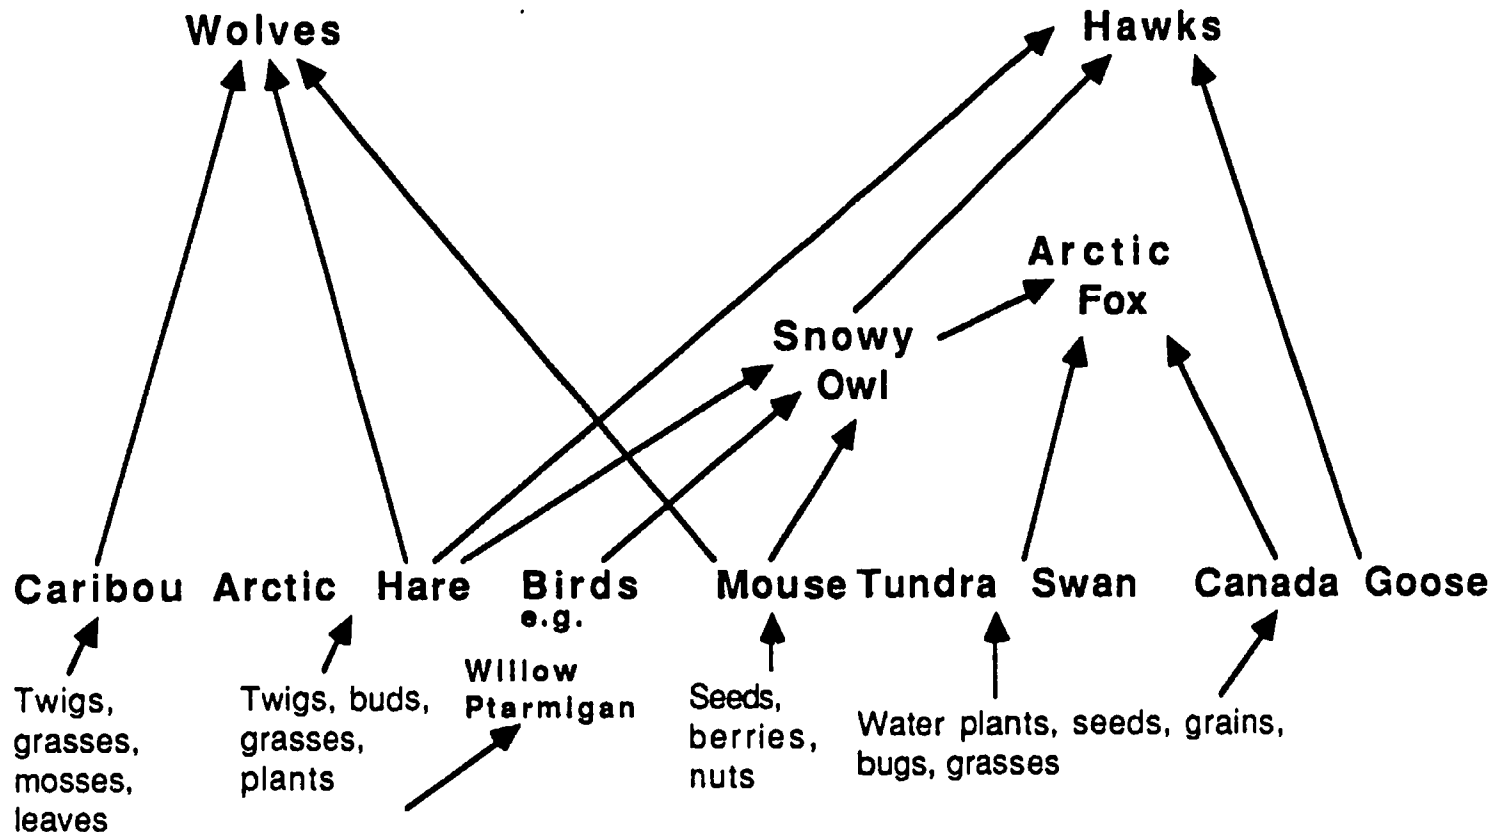 Wolves
Hawks
Arctic
Fox
Snowy
Owl
Caribou Arctic Hare Birds Mouse Tundra Swan Canada Goose
e.g.
Willow
Ptarmigan
Twigs,
grasses,
mosses,
leaves
Twigs, buds,
grasses,
plants
Seeds,
berries,
nuts
Water plants, seeds, grains,
bugs, grasses